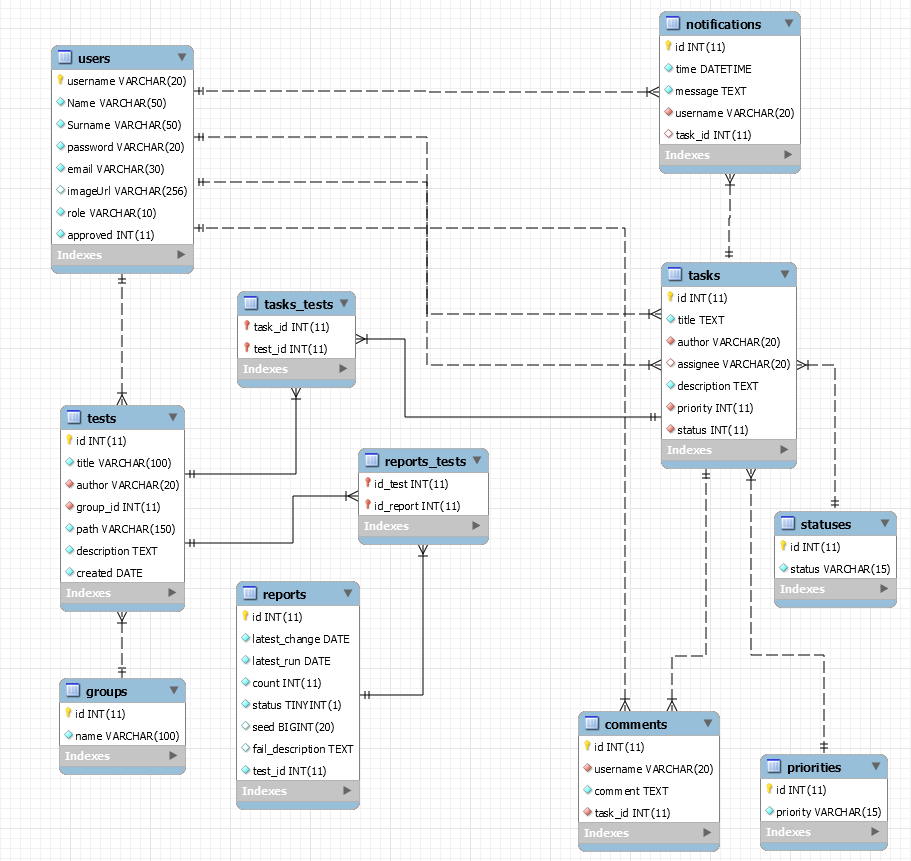 users
username VARCHAR(20)
Name VARCHAR(50)
Surname VARCHAR(50)
password VARCHAR(20)
email VARCHAR(30)
imageUrl VARCHAR(256)
role VARCHAR(10)
approved INT(11)
Indexes
notifications
id INT(11)
time DATETIME
message TEXT
username VARCHAR(20)
task_id INT(11)
Indexes
tasks_tests
task_id INT(11)
test_id INT(11)
Indexes
tasks
id INT(11)
title TEXT
author VARCHAR(20)
assignee VARCHAR(20)
description TEXT
priority INT(11)
status INT(11)
Indexes
tests
id INT(11)
title VARCHAR(100)
author VARCHAR(20)
group_id INT(11)
path VARCHAR(150)
description TEXT
created DATE
Indexes
reports_tests
id_test INT(11)
id_report INT(11)
Indexes
statuses
id INT(11)
status VARCHAR(15)
Indexes
reports
id INT(11)
latest_change DATE
latest_run DATE
count INT(11)
status TINYINT(1)
seed BIGINT(20)
fail_description TEXT
test_id INT(11)
Indexes
groups
id INT(11)
name VARCHAR(100)
Indexes
comments
id INT(11)
username VARCHAR(20)
comment TEXT
task_id INT(11)
Indexes
priorities
id INT(11)
priority VARCHAR(15)
Indexes